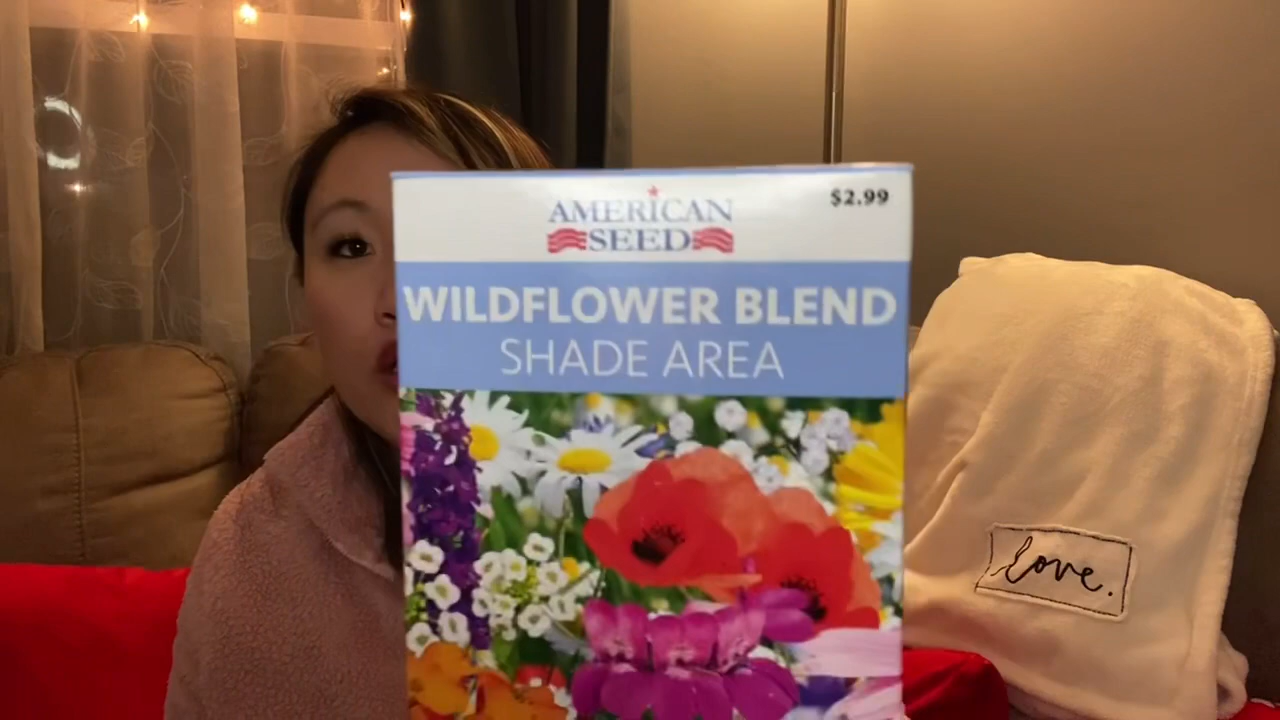 AMERICAN
SEED
$2.99
WILDFLOWER BLEND
SHADE AREA
love.